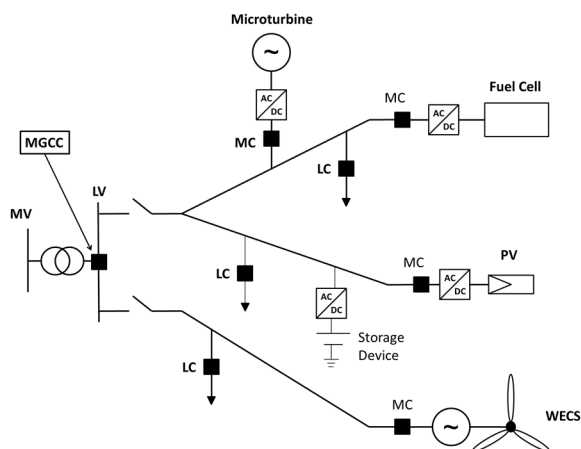 Microturbine
~
AC
DC
MC
MC
AC
DC
Fuel Cell
MGCC
LC
LV
MV
LC
MC
AC
DC
PV
AC
DC
Storage
Device
LC
MC
~
WECS